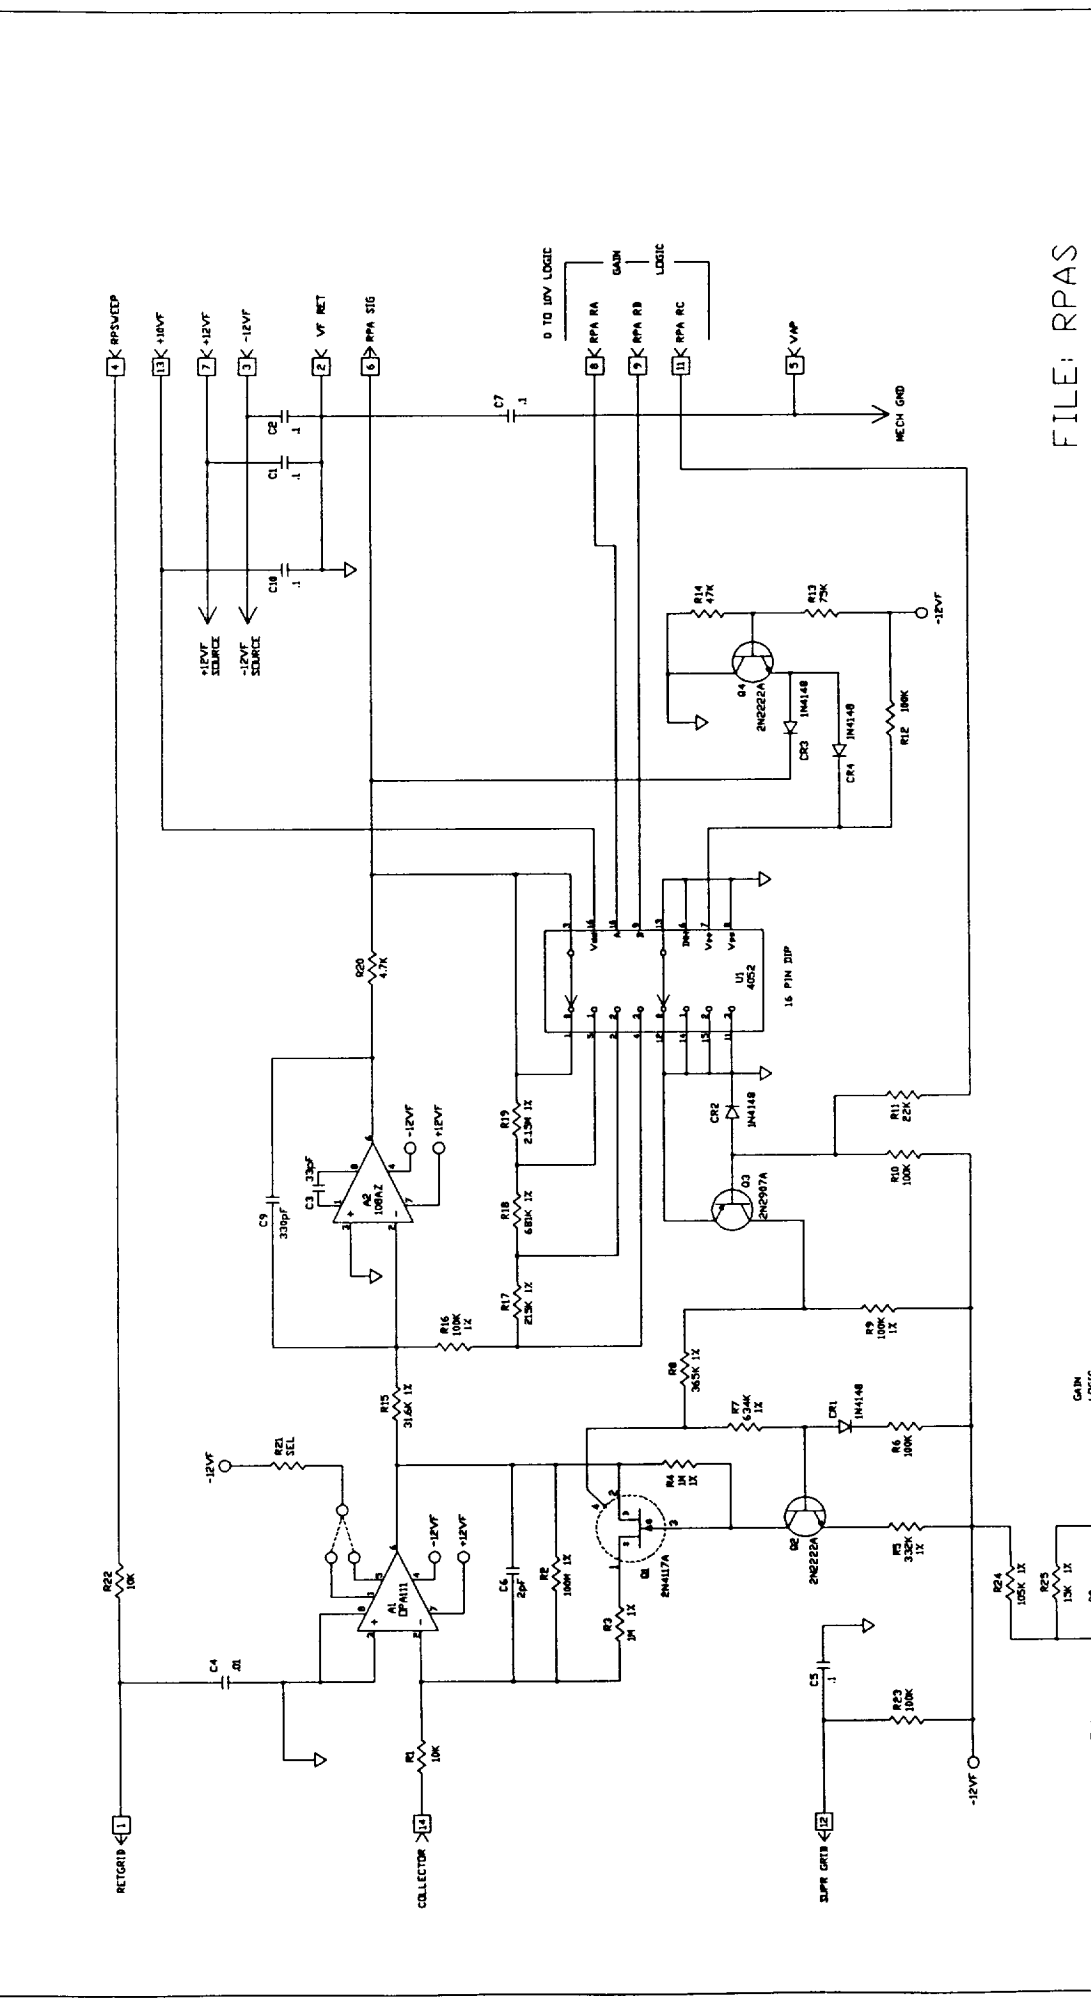 RETGRID
1
R22
10K
4
RPSWEEP
13
+10VF
7
+12VF
3
-12VF
2
VF RET
6
RPA SIG
+12VF
SOURCE
-12VF
SOURCE
C10
.1
C1
.1
C2
.1
C7
.1
0 TO 10V LOGIC
GAIN
LOGIC
8
RPA RA
9
RPA RB
11
RPA RC
5
VAP
MECH GND
C4
.01
-12VF
R21
SEL
COLLECTOR
14
R1
10K
A1
OPA111
-12VF
+12VF
C6
2pF
R2
100M 1%
R3
1M 1%
Q1
2N4117A
R4
1M
1%
R15
31.6K 1%
C9
330pF
C3
33pF
A2
108AZ
-12VF
+12VF
R16
100K
1%
R17
215K 1%
R18
681K 1%
R19
2.15M 1%
R20
4.7K
U1
4052
16 PIN DIP
R14
47K
R13
75K
-12VF
Q4
2N2222A
CR3
1N4148
CR4
1N4148
R12
100K
CR2
1N4148
Q3
2N2907A
R11
22K
R10
100K
R8
365K 1%
R9
100K
1%
R7
634K
1%
CR1
1N4148
R6
100K
Q2
2N2222A
R5
332K
1%
SUPR GRID
12
C5
.1
R23
100K
-12VF
R24
105K 1%
R25
15K 1%
GAIN
FILE: RPAS